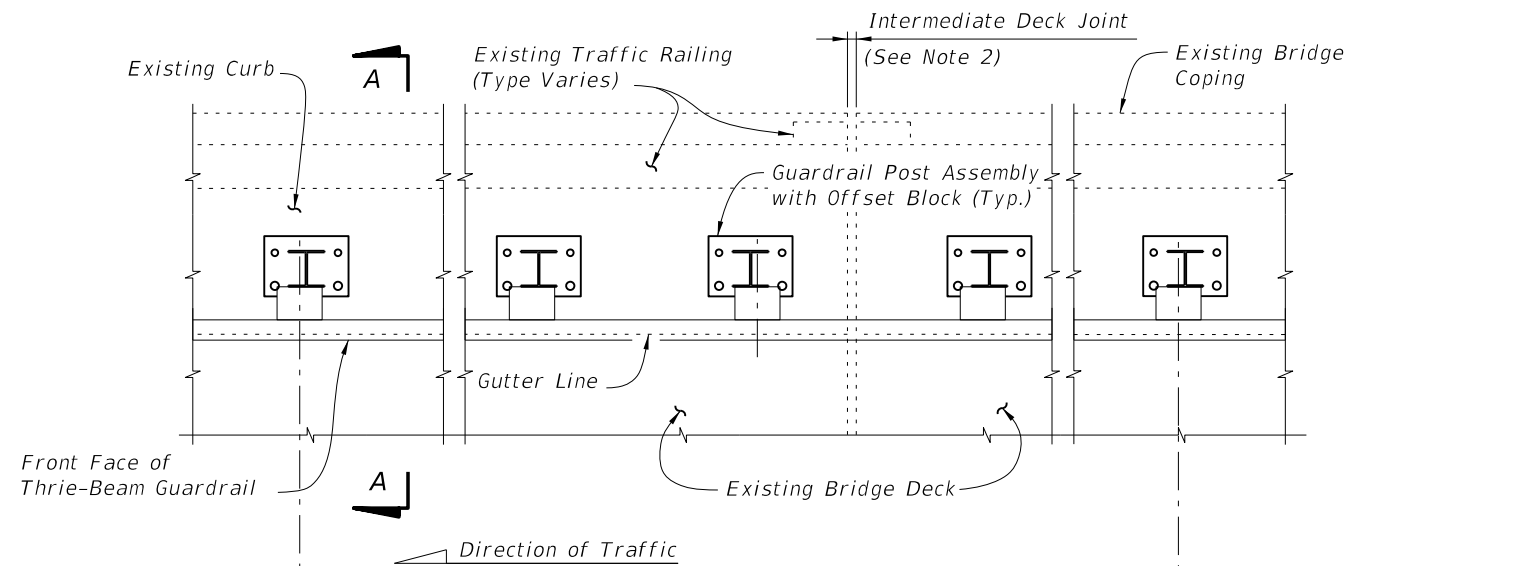 Intermediate Deck Joint
(See Note 2)
Existing Traffic Railing
(Type Varies)
Existing Bridge
Coping
Existing Curb
A
Guardrail Post Assembly
with Offset Block (Typ.)
Gutter Line
Front Face of
Thrie-Beam Guardrail
A
Existing Bridge Deck
Direction of Traffic